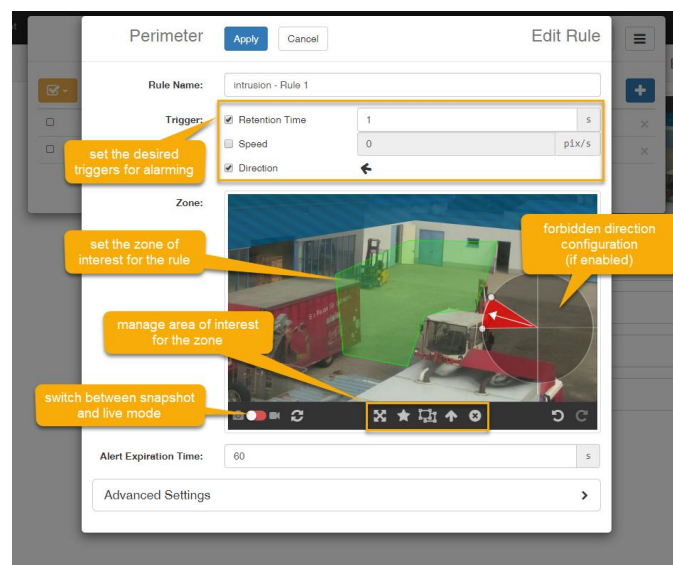 Perimeter
Apply
Cancel
Edit Rule
Rule Name:
intrusion - Rule 1
Trigger:
Retention Time
1
s
Speed
0
pix/s
Direction
set the desired
triggers for alarming
Zone:
forbidden direction
configuration
(if enabled)
set the zone of
interest for the rule
manage area of interest
for the zone
switch between snapshot
and live mode
Alert Expiration Time:
60
s
Advanced Settings